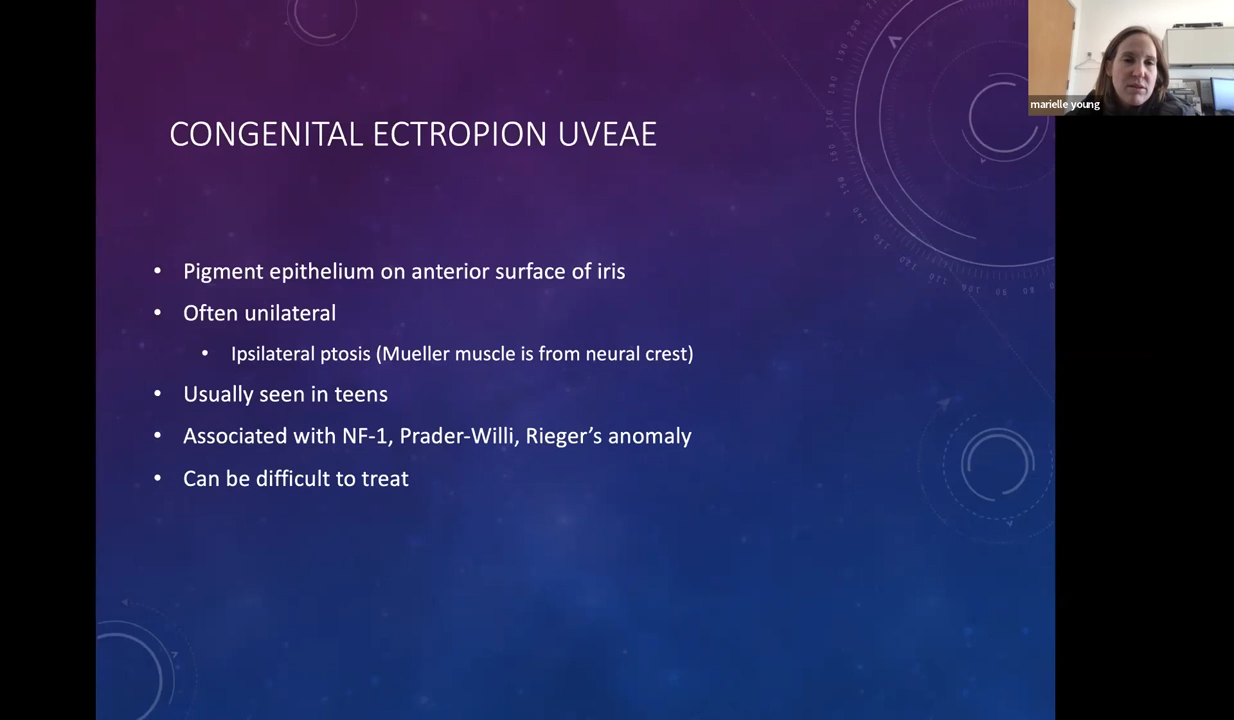 CONGENITAL ECTROPION UVEAE
marielle young
• Pigment epithelium on anterior surface of iris
• Often unilateral
• Ipsilateral ptosis (Mueller muscle is from neural crest)
• Usually seen in teens
• Associated with NF-1, Prader-Willi, Rieger’s anomaly
• Can be difficult to treat